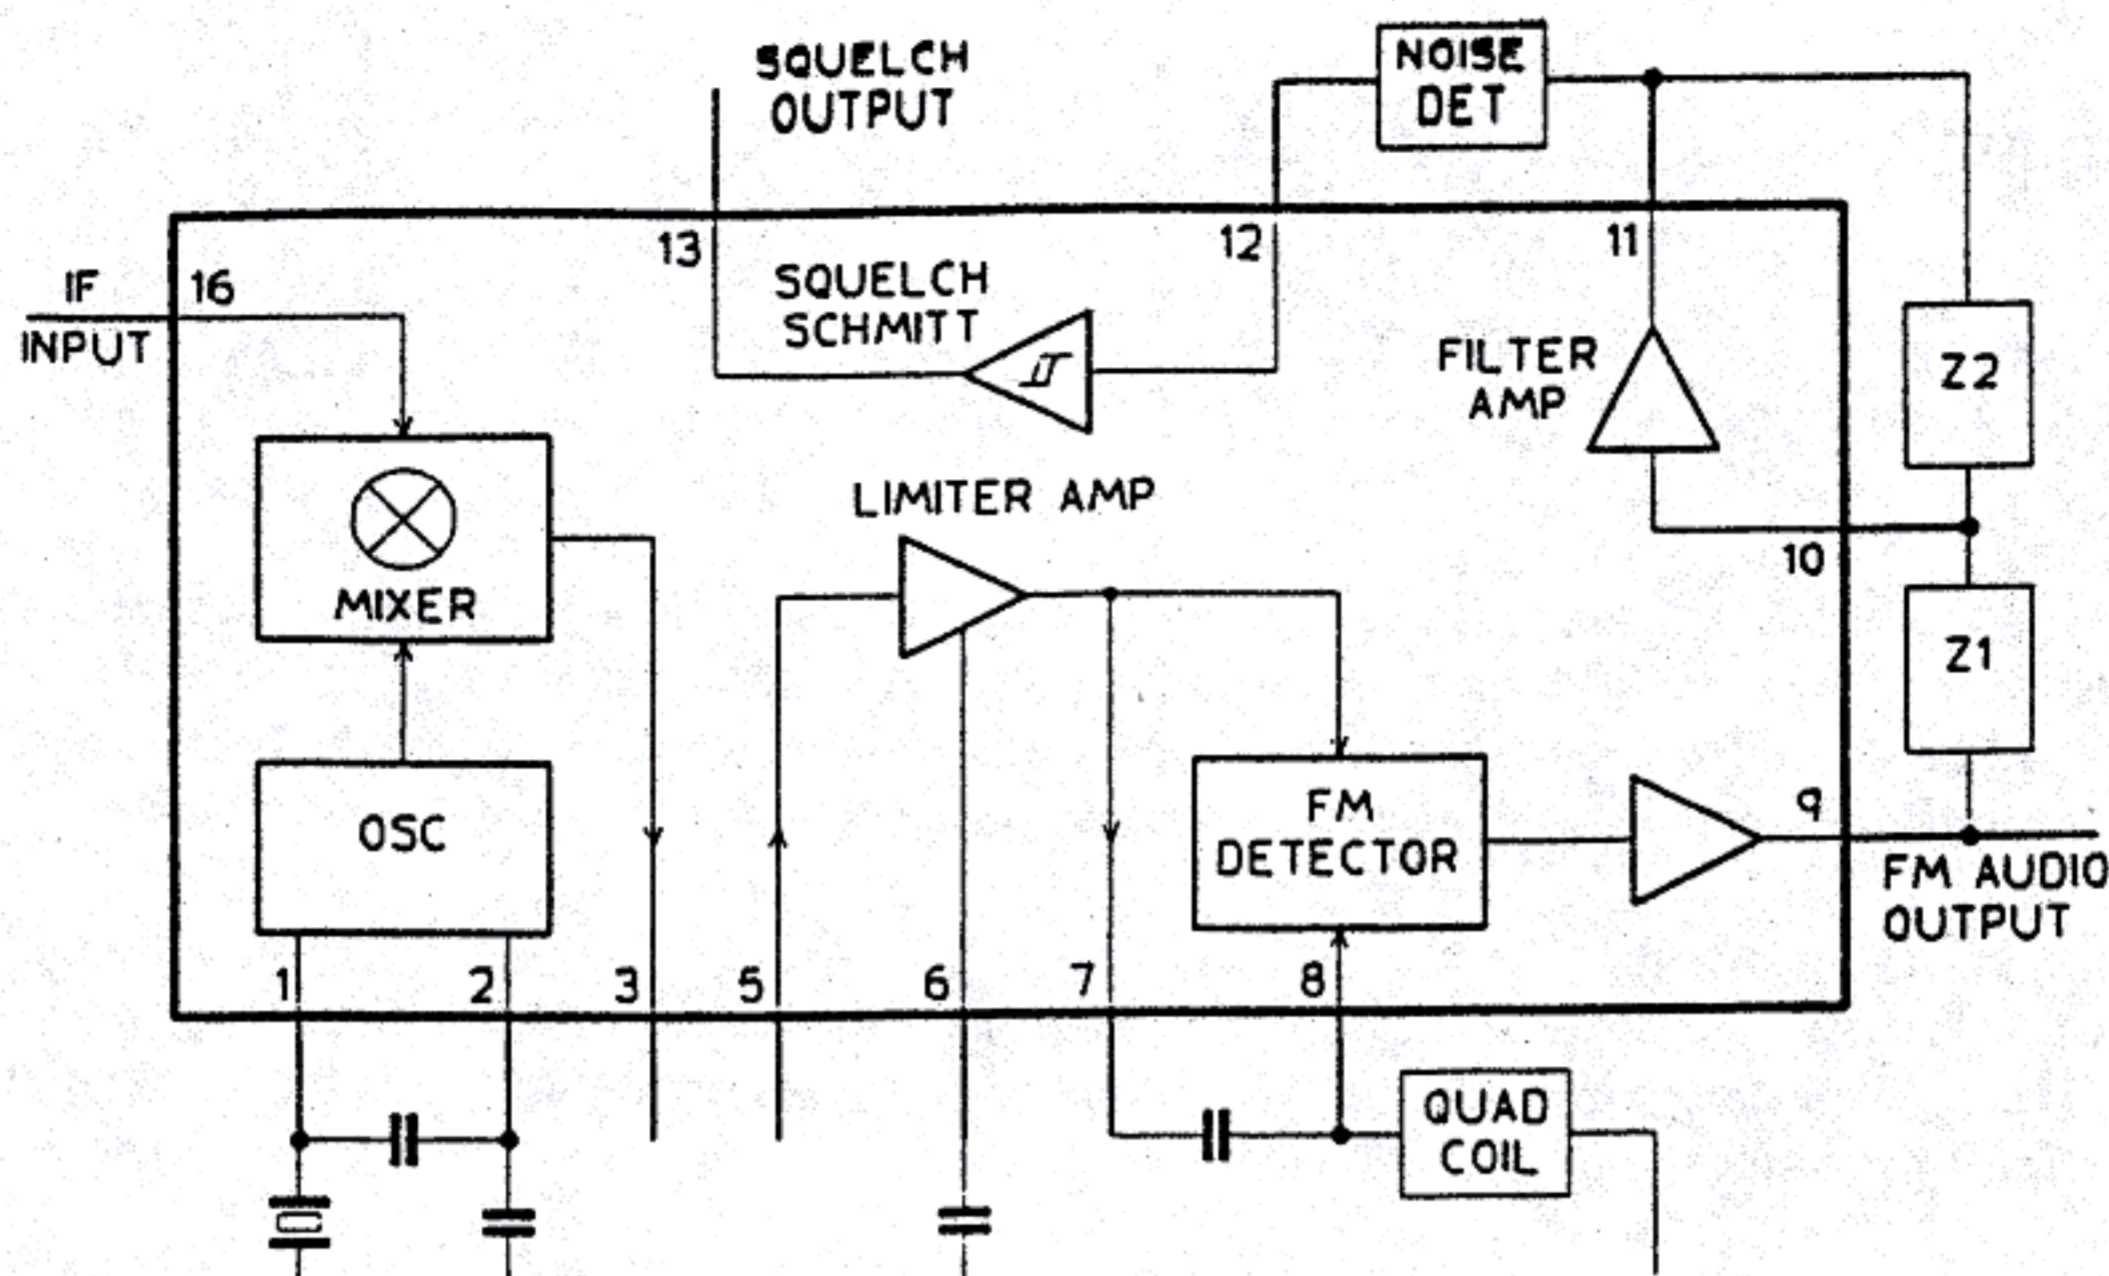 SQUELCH
OUTPUT
NOISE
DET
13
12
11
IF
INPUT
16
SQUELCH
SCHMITT
FILTER
AMP
Z2
LIMITER AMP
10
MIXER
Z1
OSC
FM
DETECTOR
9
FM AUDIO
OUTPUT
1
2
3
5
6
7
8
QUAD
COIL